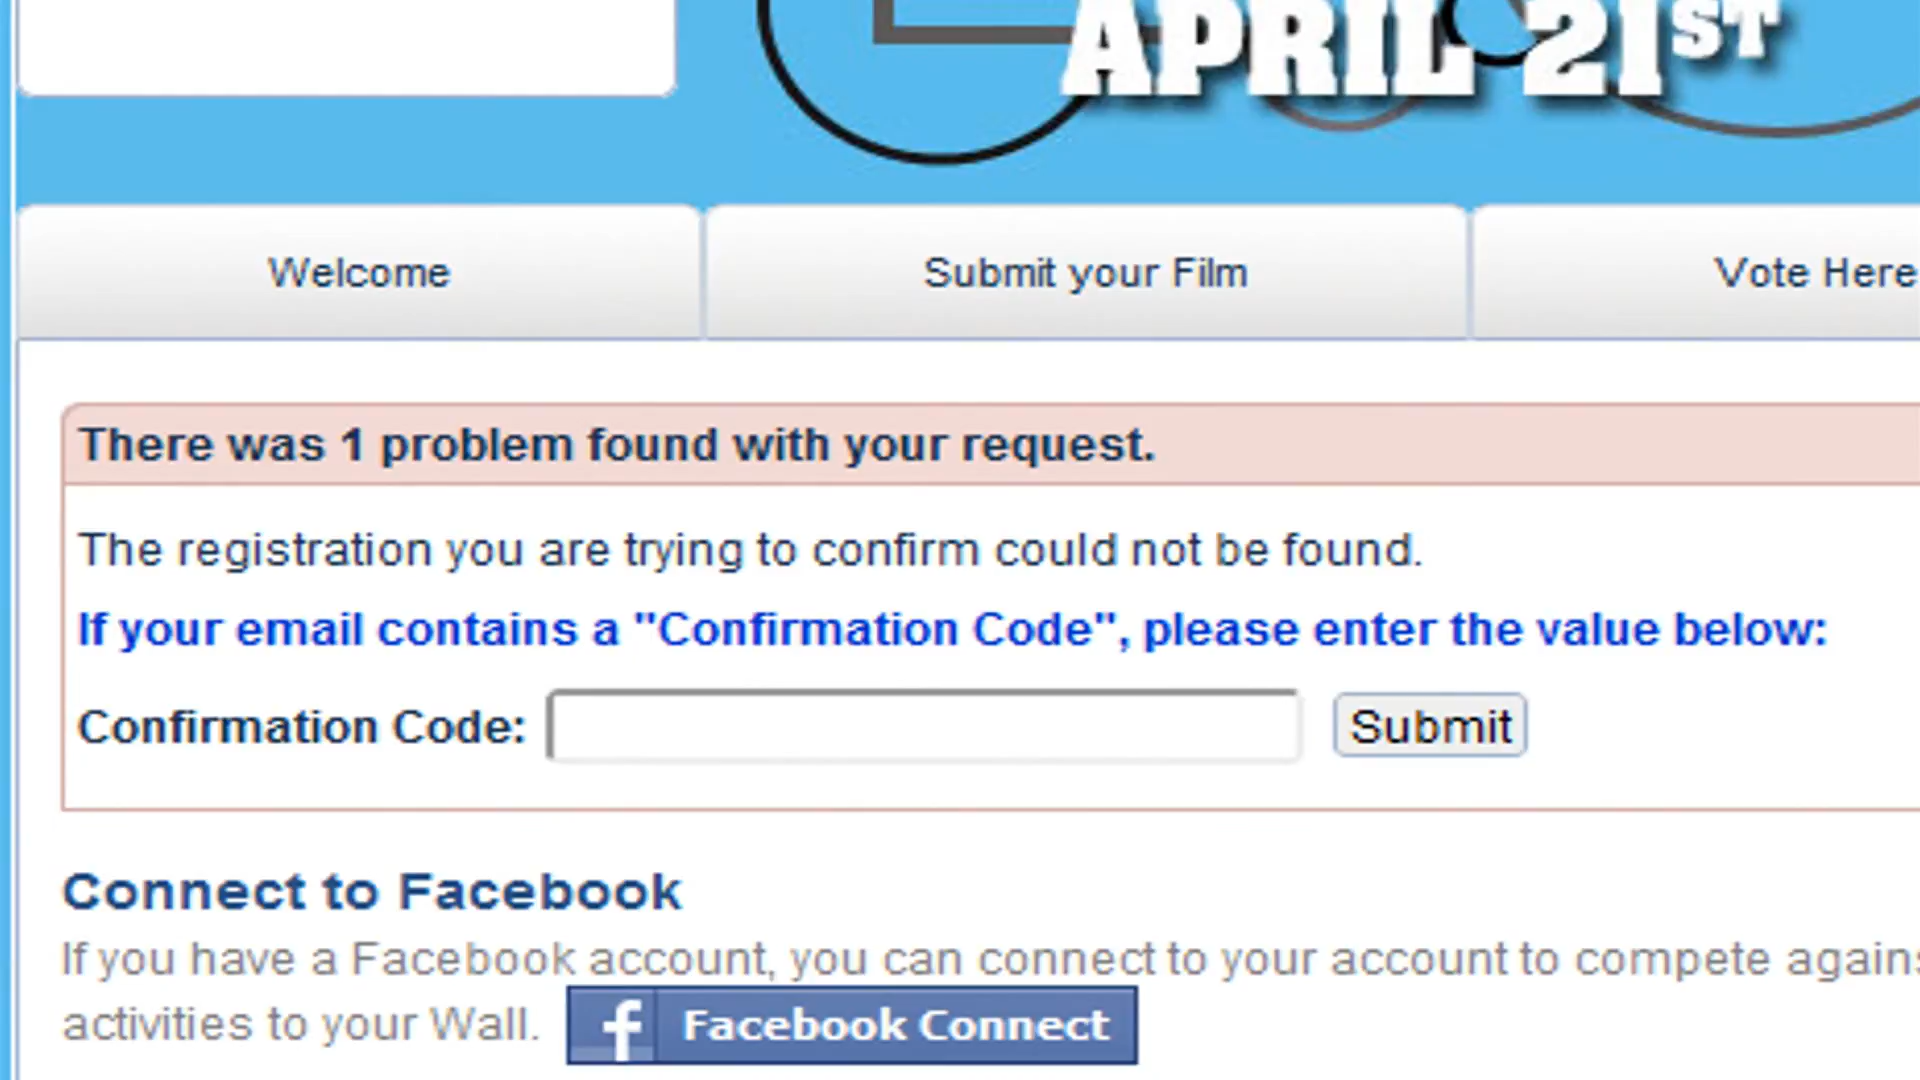 APRIL 21ST
Welcome
Submit your Film
Vote Here
There was 1 problem found with your request.
The registration you are trying to confirm could not be found.
If your email contains a "Confirmation Code", please enter the value below:
Confirmation Code:
Submit
Connect to Facebook
If you have a Facebook account, you can connect to your account to compete agains
activities to your Wall.
f Facebook Connect